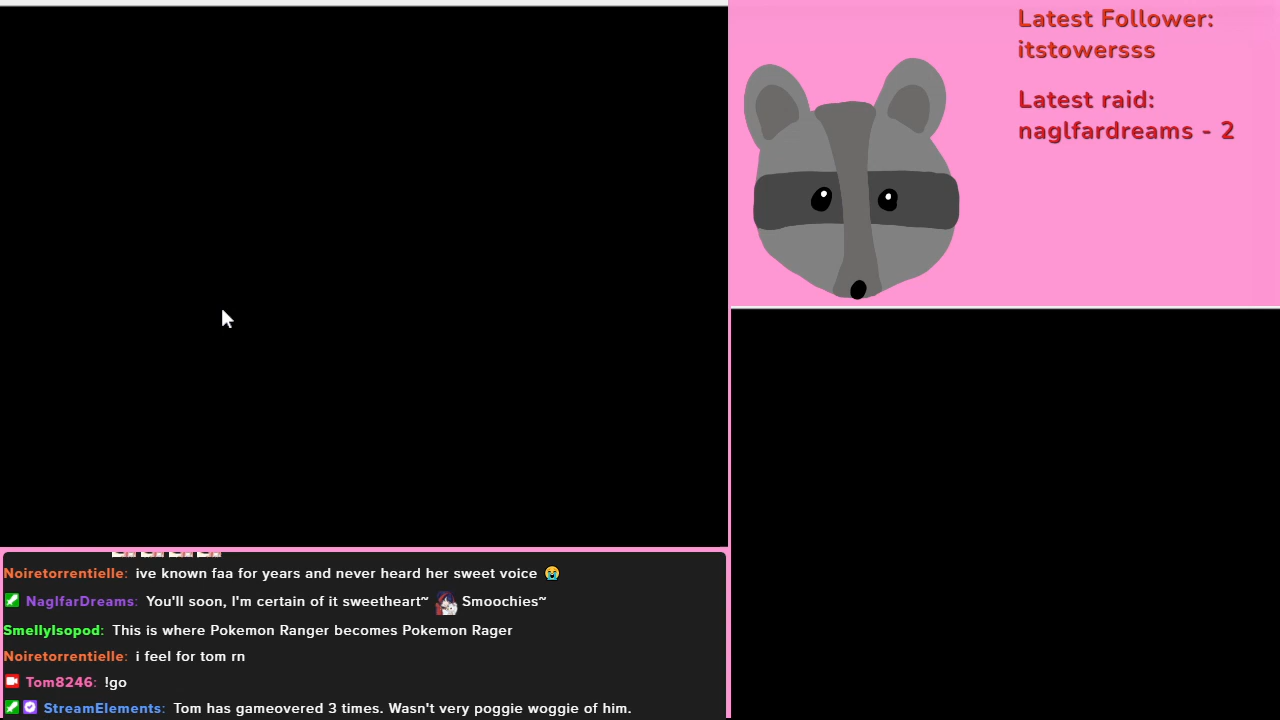 Latest Follower:
itstowersss
Latest raid:
naglfardreams - 2
Noiretorrentielle: ive known faa for years and never heard her sweet voice 😭
NaglfarDreams: You'll soon, I'm certain of it sweetheart~ Smoochies~
SmellyIsopod: This is where Pokemon Ranger becomes Pokemon Rager
Noiretorrentielle: i feel for tom rn
Tom8246: !go
StreamElements: Tom has gameovered 3 times. Wasn't very poggie woggie of him.